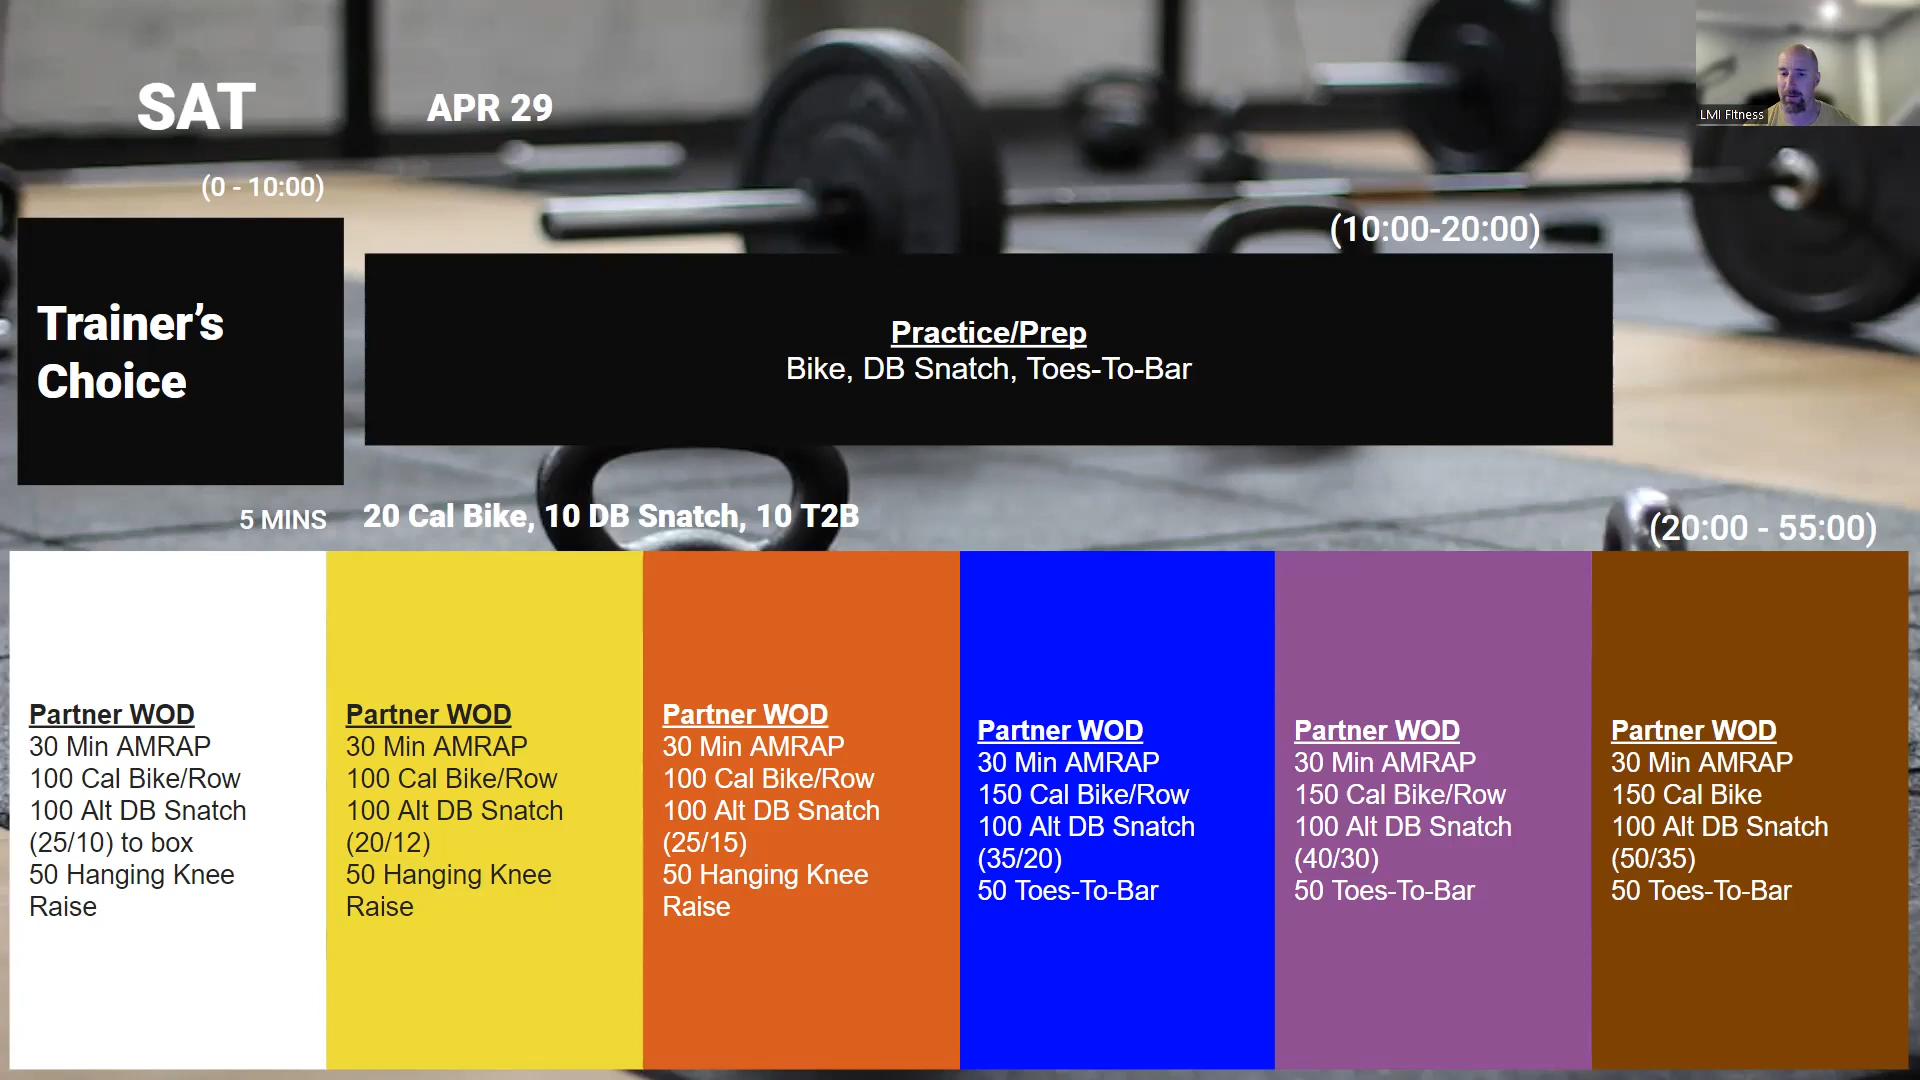 SAT
APR 29
LMI Fitness
(0 - 10:00)
(10:00-20:00)
Trainer’s
Choice
Practice/Prep
Bike, DB Snatch, Toes-To-Bar
5 MINS
20 Cal Bike, 10 DB Snatch, 10 T2B
(20:00 - 55:00)
Partner WOD
30 Min AMRAP
100 Cal Bike/Row
100 Alt DB Snatch
(25/10) to box
50 Hanging Knee
Raise
Partner WOD
30 Min AMRAP
100 Cal Bike/Row
100 Alt DB Snatch
(20/12)
50 Hanging Knee
Raise
Partner WOD
30 Min AMRAP
100 Cal Bike/Row
100 Alt DB Snatch
(25/15)
50 Hanging Knee
Raise
Partner WOD
30 Min AMRAP
150 Cal Bike/Row
100 Alt DB Snatch
(35/20)
50 Toes-To-Bar
Partner WOD
30 Min AMRAP
150 Cal Bike/Row
100 Alt DB Snatch
(40/30)
50 Toes-To-Bar
Partner WOD
30 Min AMRAP
150 Cal Bike
100 Alt DB Snatch
(50/35)
50 Toes-To-Bar